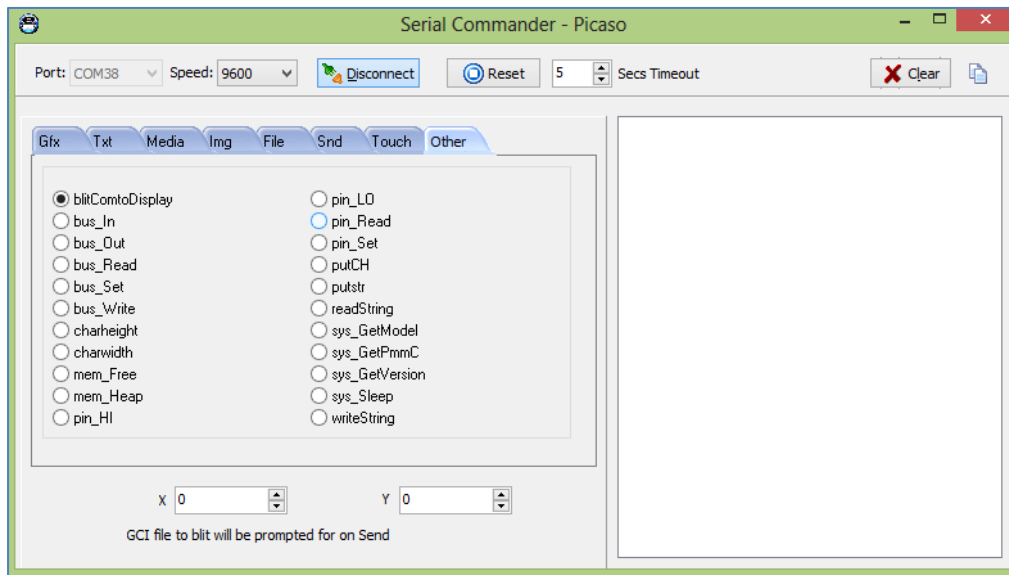 Serial Commander - Picaso
Port: COM38 Speed: 9600 Disconnect Reset 5 Secs Timeout Clear
Gfx Txt Media Img File Snd Touch Other
blitComtoDisplay
bus_In
bus_Out
bus_Read
bus_Set
bus_Write
charheight
charwidth
mem_Free
mem_Heap
pin_HI
pin_LO
pin_Read
pin_Set
putCH
putstr
readString
sys_GetModel
sys_GetPmmC
sys_GetVersion
sys_Sleep
writeString
X 0 Y 0
GCI file to blit will be prompted for on Send